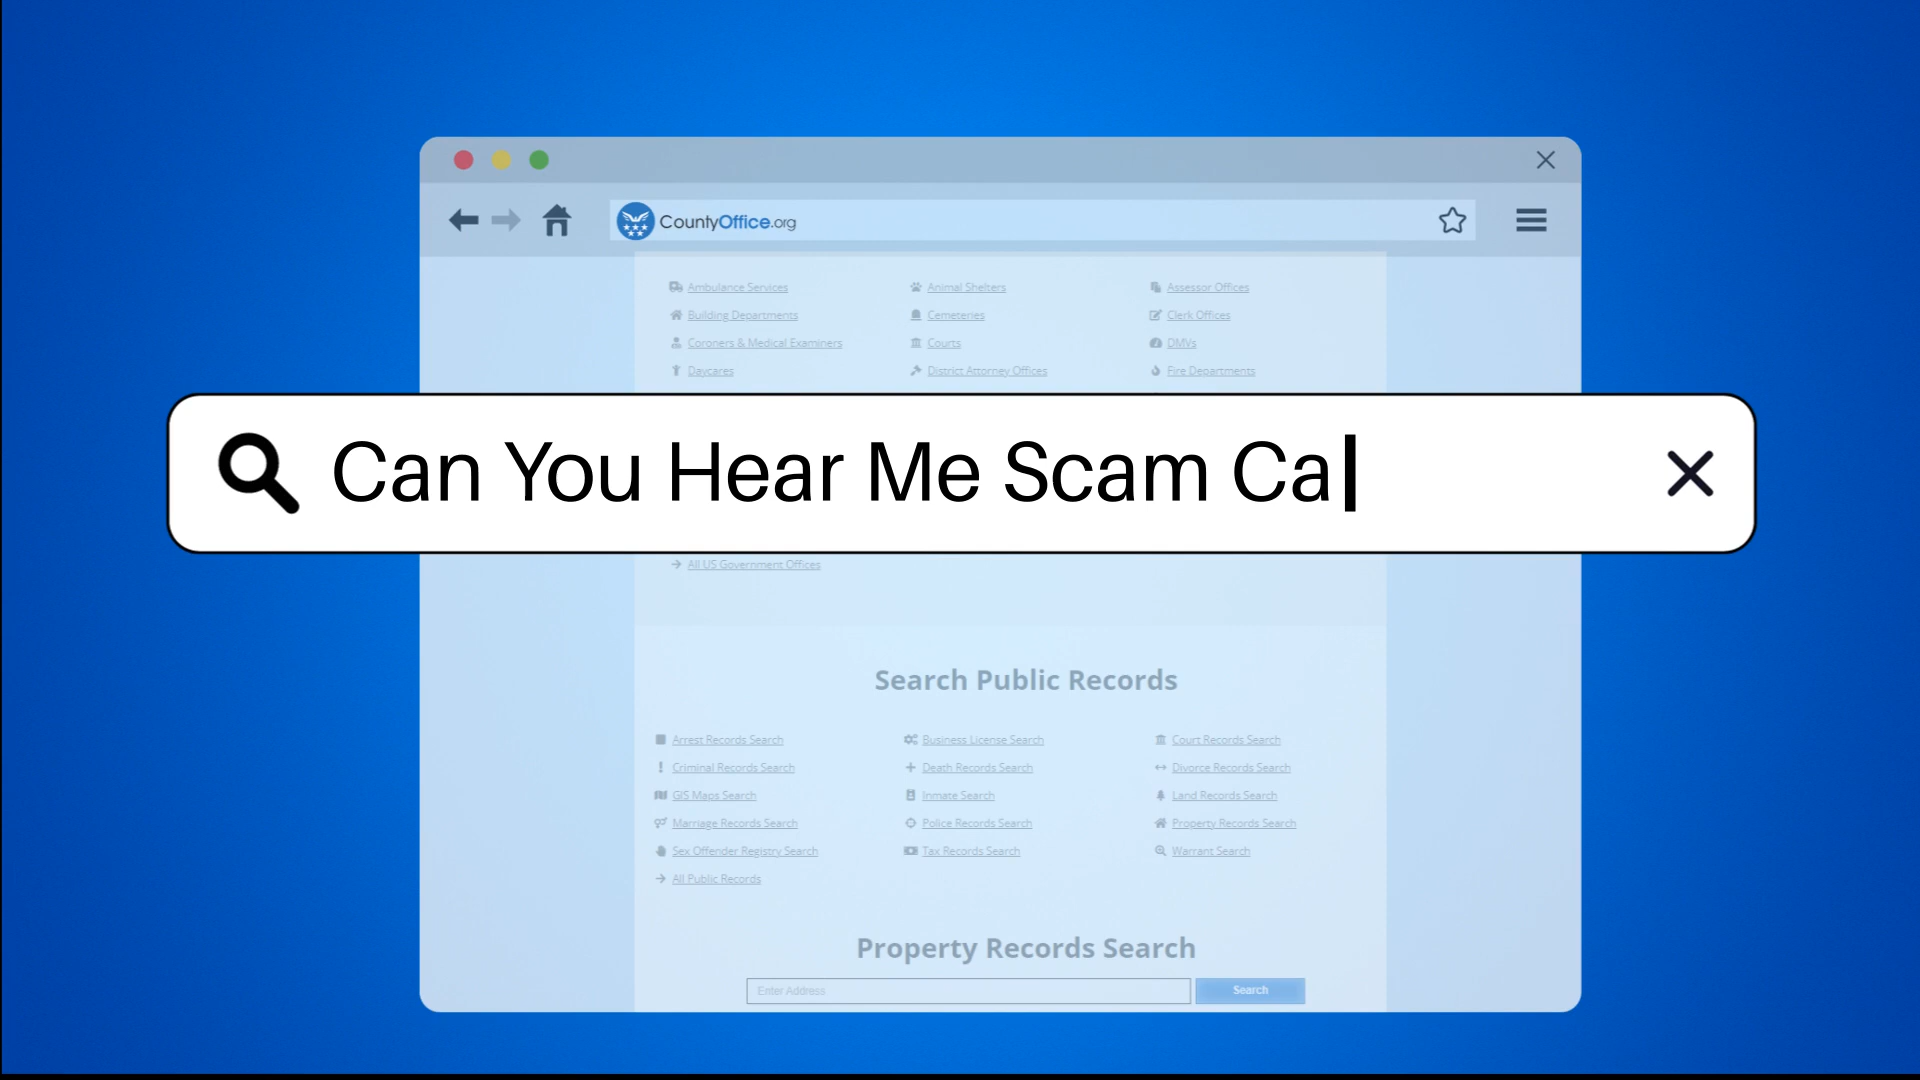 CountyOffice.org
Ambulance Services Animal Shelters Assessor Offices
Building Departments Cemeteries Clerk Offices
Coroners & Medical Examiners Courts DMVs
Daycares District Attorney Offices Fire Departments
Can You Hear Me Scam Ca
All US Government Offices
Search Public Records
Arrest Records Search Business License Search Court Records Search
Criminal Records Search Death Records Search Divorce Records Search
GIS Maps Search Inmate Search Land Records Search
Marriage Records Search Police Records Search Property Records Search
Sex Offender Registry Search Tax Records Search Warrant Search
All Public Records
Property Records Search
Enter Address Search